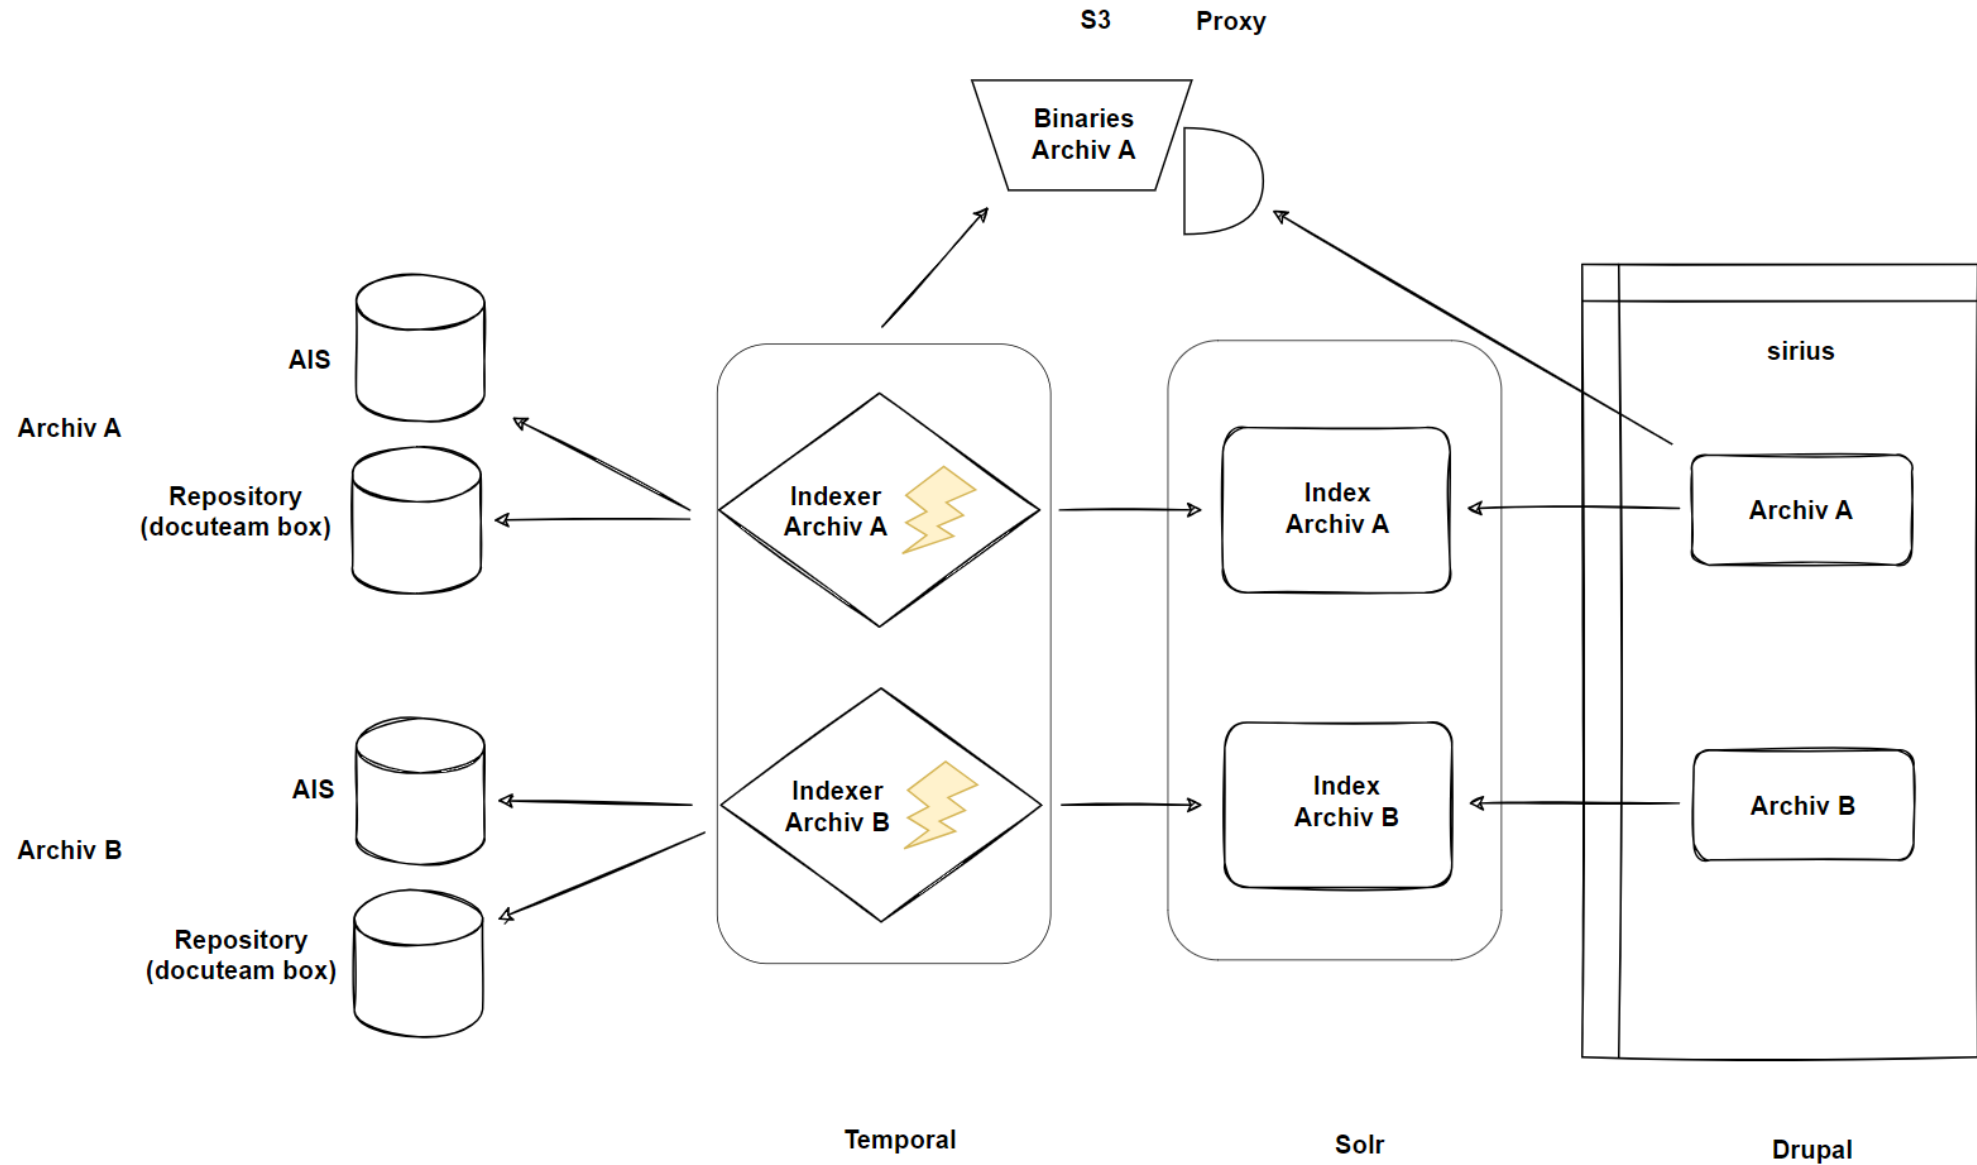 S3
Proxy
Binaries
Archiv A
sirius
AIS
Archiv A
Repository
(docuteam box)
Indexer
Archiv A
Index
Archiv A
Archiv A
AIS
Archiv B
Repository
(docuteam box)
Indexer
Archiv B
Index
Archiv B
Archiv B
Temporal
Solr
Drupal